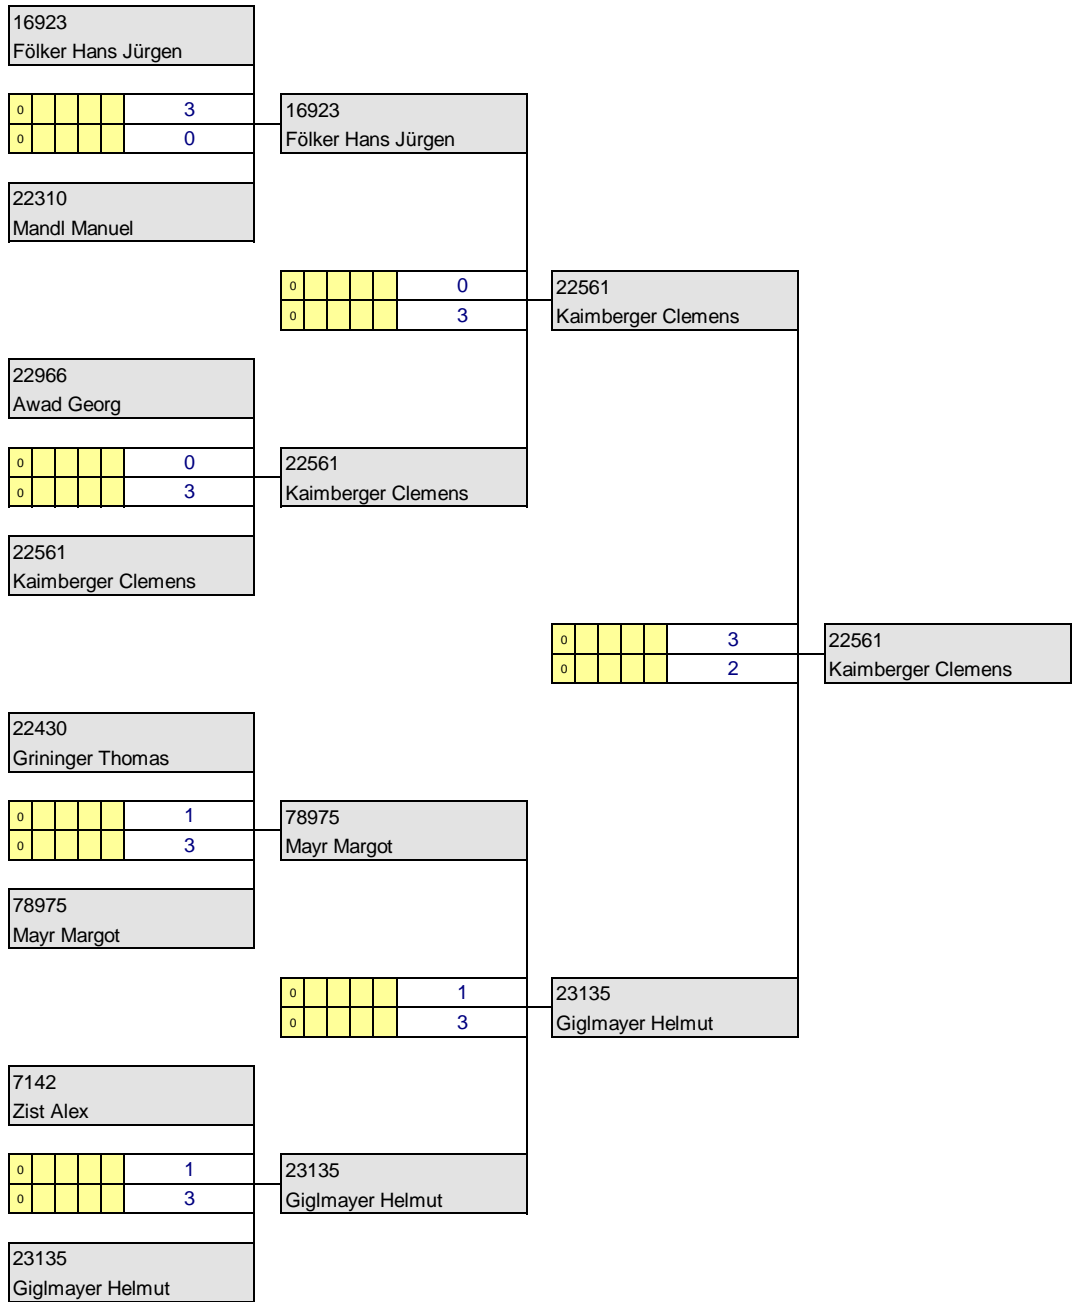 16923
Fölker Hans Jürgen
0 3
0 0
16923
Fölker Hans Jürgen
22310
Mandl Manuel
0 0
0 3
22561
Kaimberger Clemens
22966
Awad Georg
0 0
0 3
22561
Kaimberger Clemens
22561
Kaimberger Clemens
0 3
0 2
22561
Kaimberger Clemens
22430
Grininger Thomas
0 1
0 3
78975
Mayr Margot
78975
Mayr Margot
0 1
0 3
23135
Giglmayer Helmut
7142
Zist Alex
0 1
0 3
23135
Giglmayer Helmut
23135
Giglmayer Helmut